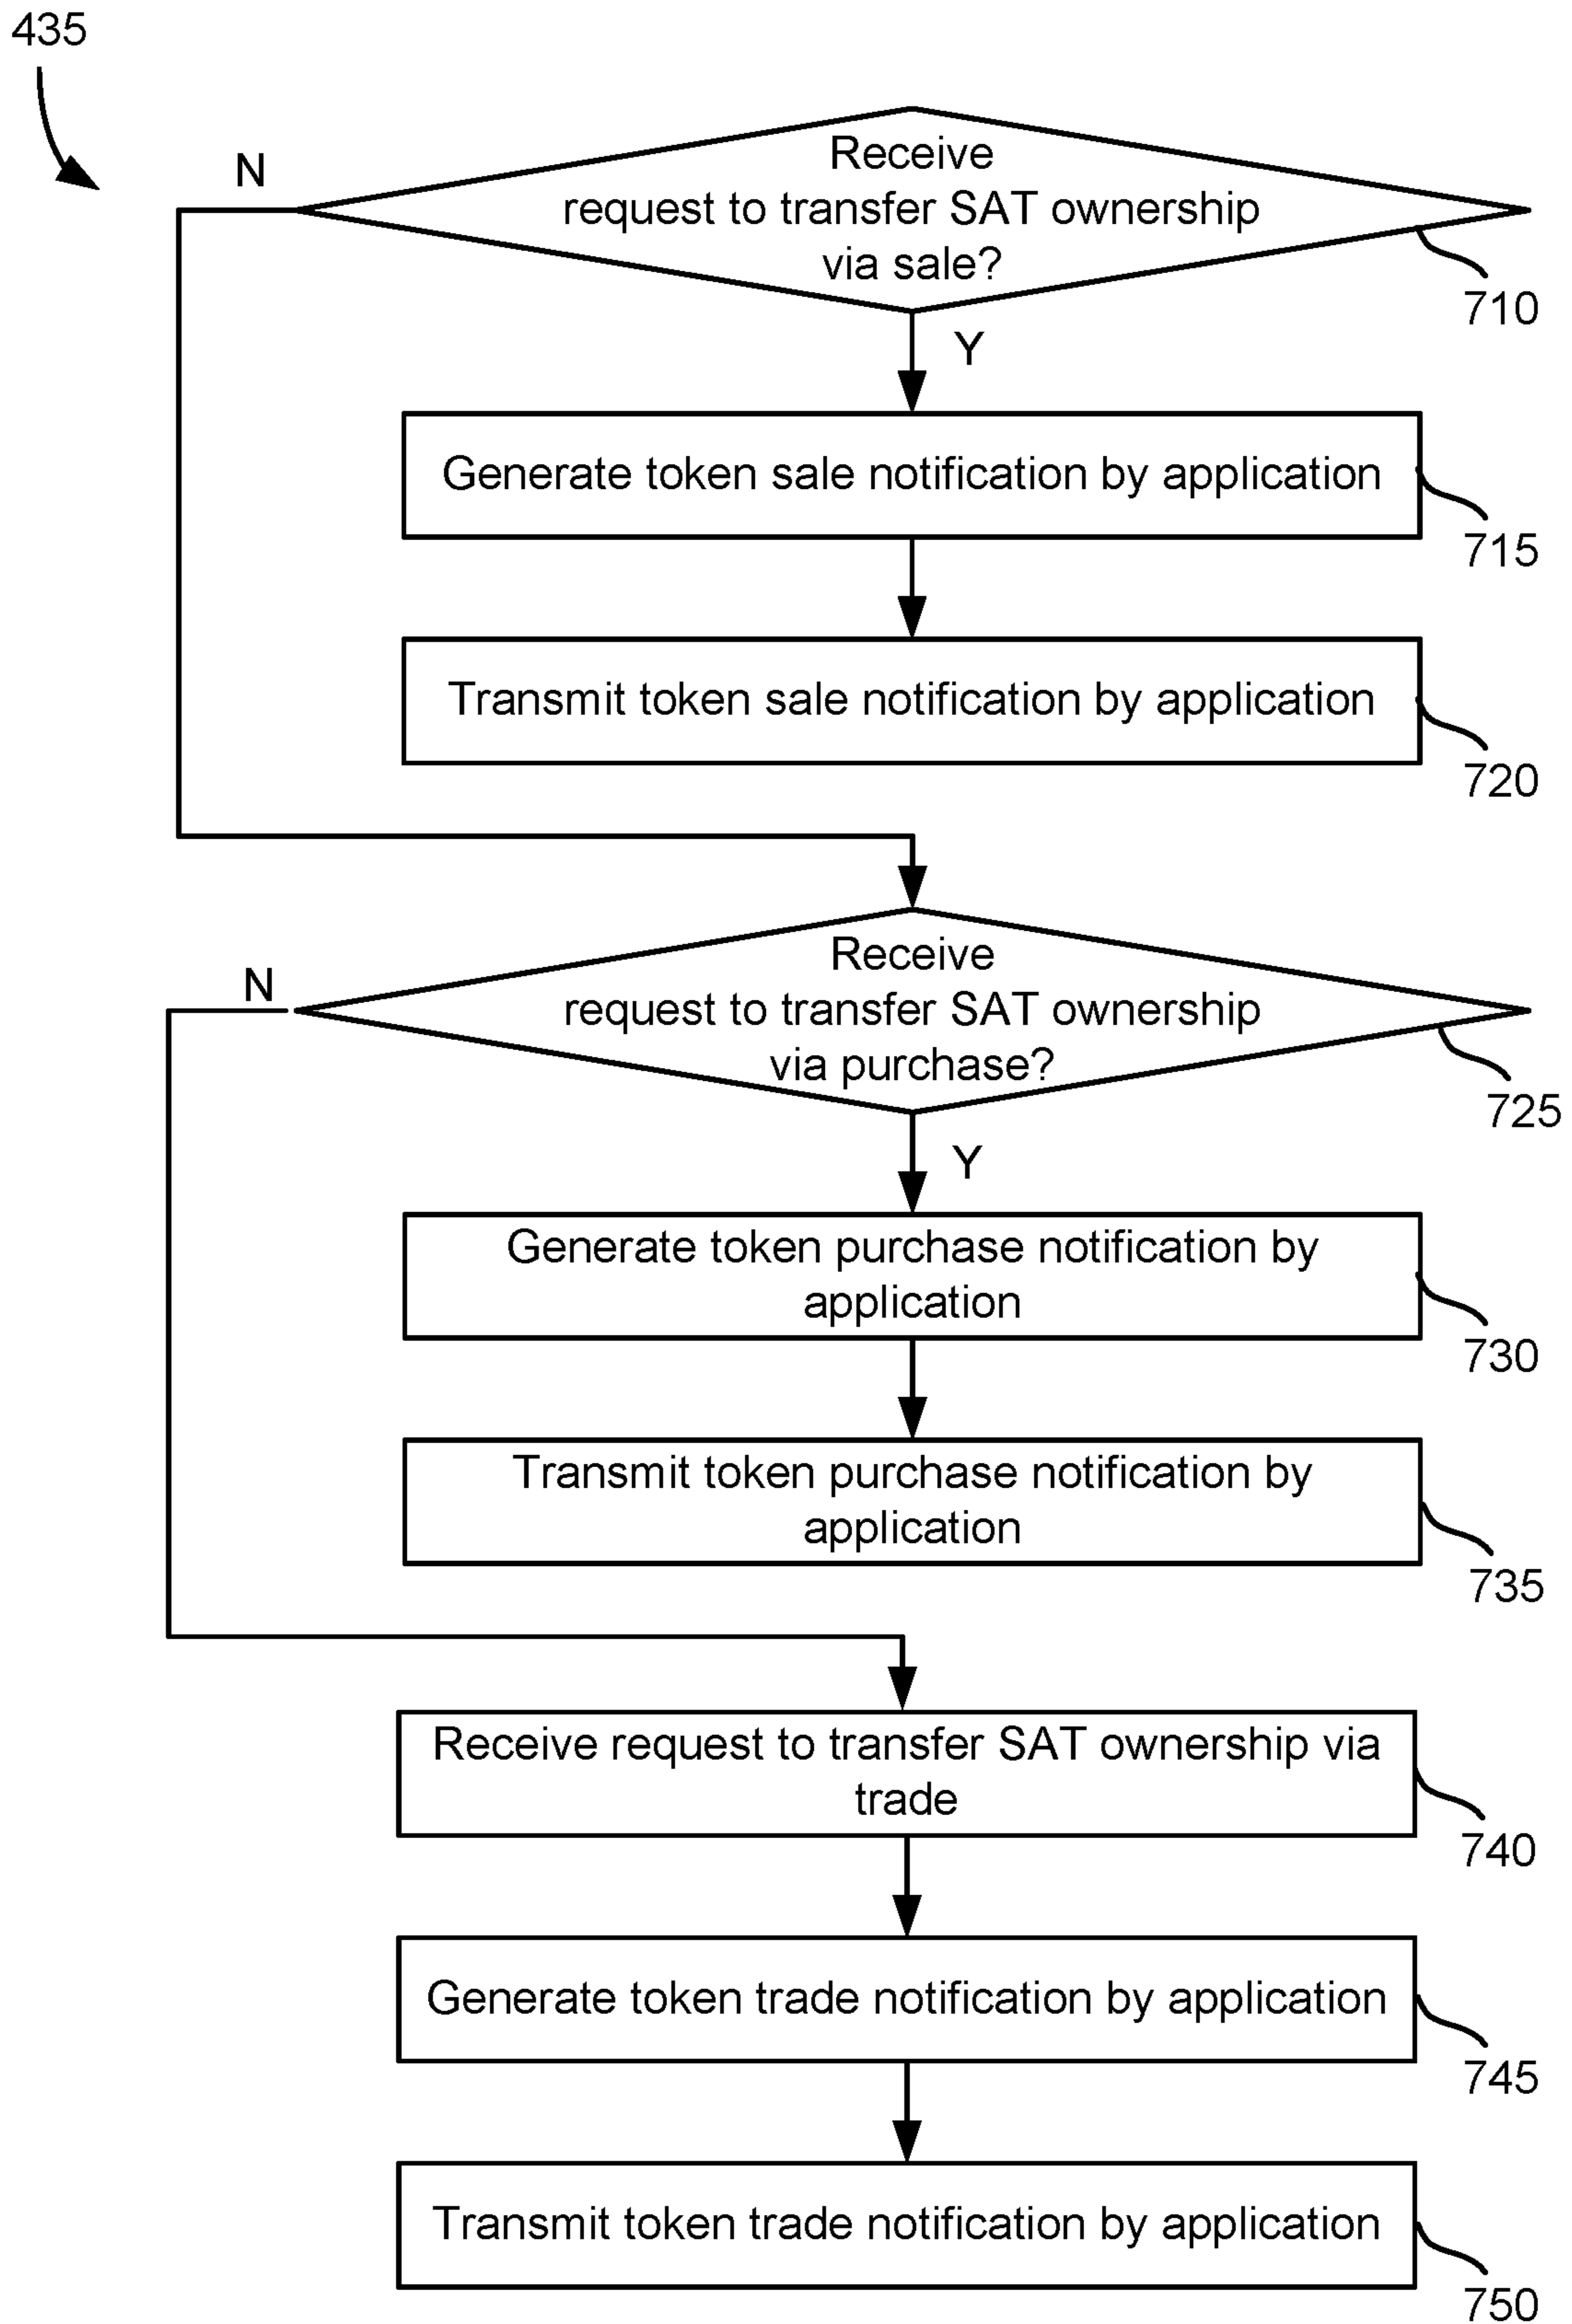 435
N
Receive
request to transfer SAT ownership
via sale?
710
Y
Generate token sale notification by application
715
Transmit token sale notification by application
720
N
Receive
request to transfer SAT ownership
via purchase?
725
Y
Generate token purchase notification by
application
730
Transmit token purchase notification by
application
735
Receive request to transfer SAT ownership via
trade
740
Generate token trade notification by application
745
Transmit token trade notification by application
750